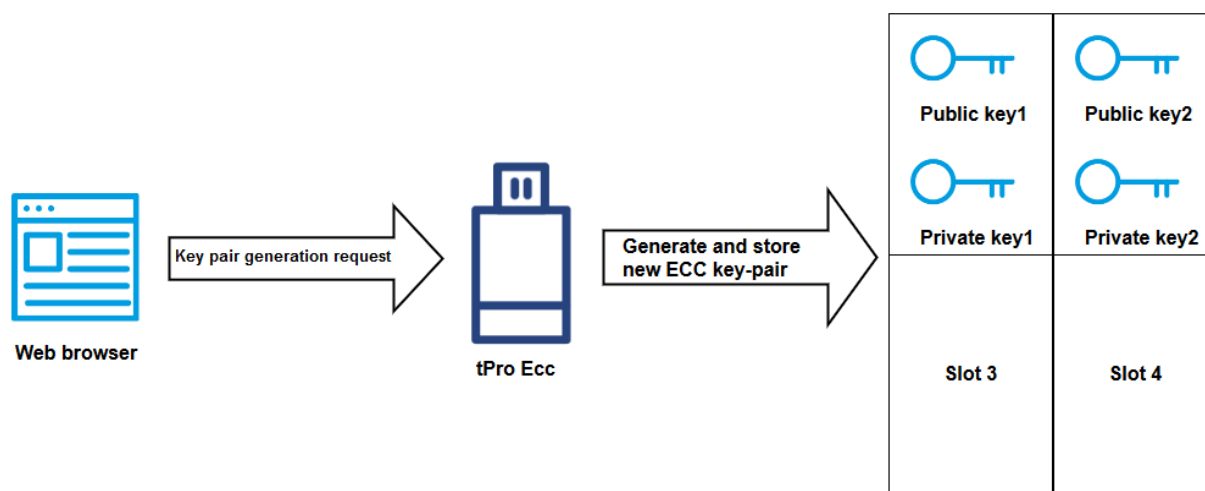 Public key1
Public key2
Private key1
Private key2
Key pair generation request
Generate and store
new ECC key-pair
Web browser
tPro Ecc
Slot 3
Slot 4